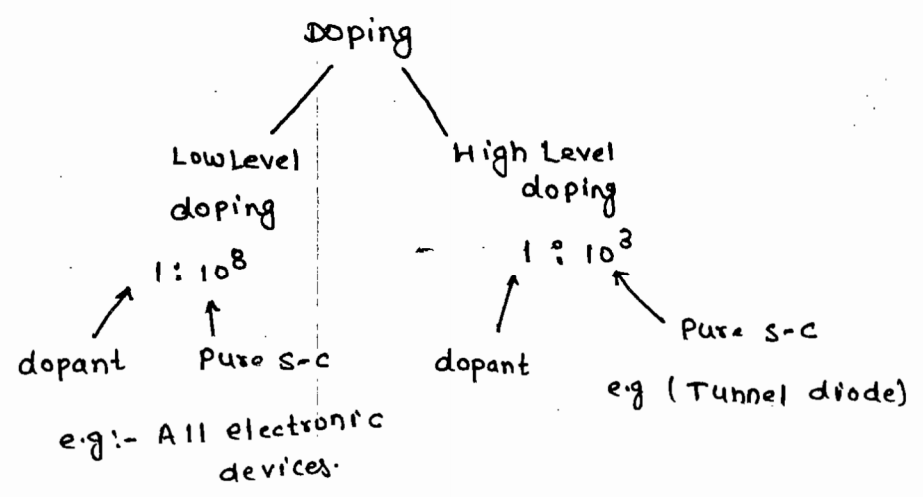 Doping
Low Level
doping
1 : 10⁸
dopant
Pure s-c
e.g:- All electronic
devices.
High Level
doping
1 : 10³
dopant
Pure s-c
e.g (Tunnel diode)